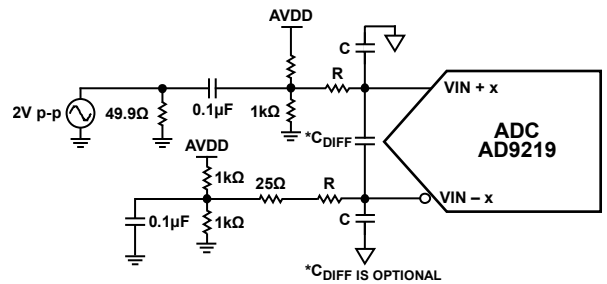 AVDD
C
R
VIN + x
2V p-p
49.9Ω
0.1µF
1kΩ
*CDIFF
ADC
AD9219
AVDD
1kΩ
25Ω
R
VIN – x
0.1µF
1kΩ
C
*CDIFF IS OPTIONAL